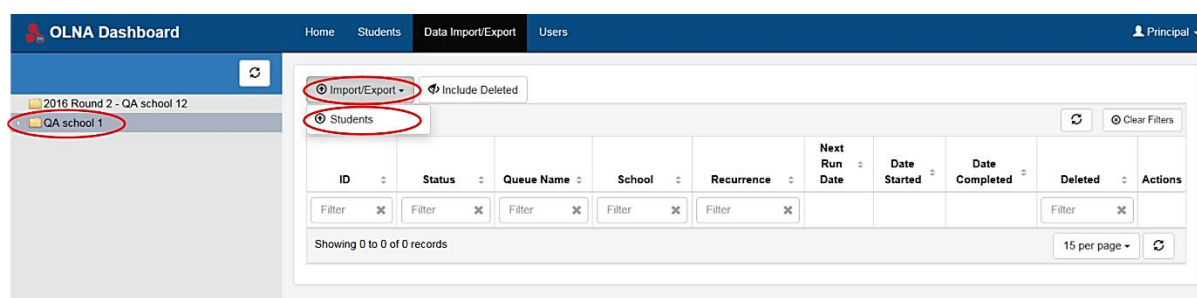 OLNA Dashboard
Home Students Data Import/Export Users Principal
Import/Export Include Deleted
2016 Round 2 - QA school 12
QA school 1
Students
Clear Filters
ID Status Queue Name School Recurrence Next Run Date Date Started Date Completed Deleted Actions
Filter Filter Filter Filter Filter Filter
Showing 0 to 0 of 0 records
15 per page